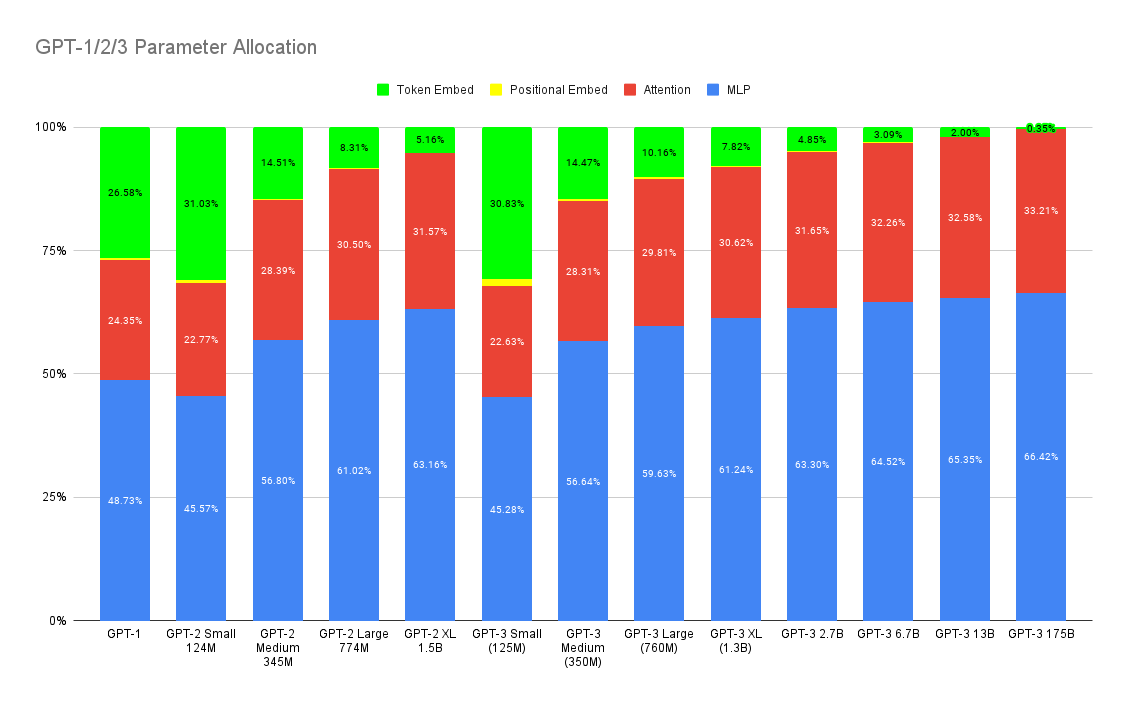 GPT-1/2/3 Parameter Allocation
Token Embed
Positional Embed
Attention
MLP
100%
75%
50%
25%
0%
26.58%
24.35%
48.73%
31.03%
22.77%
45.57%
14.51%
28.39%
56.80%
8.31%
30.50%
61.02%
5.16%
31.57%
63.16%
30.83%
22.63%
45.28%
14.47%
28.31%
56.64%
10.16%
29.81%
59.63%
7.82%
30.62%
61.24%
4.85%
31.65%
63.30%
3.09%
32.26%
64.52%
2.00%
32.58%
65.35%
0.35%
33.21%
66.42%
GPT-1
GPT-2 Small
124M
GPT-2
Medium
345M
GPT-2 Large
774M
GPT-2 XL
1.5B
GPT-3 Small
(125M)
GPT-3
Medium
(350M)
GPT-3 Large
(760M)
GPT-3 XL
(1.3B)
GPT-3 2.7B
GPT-3 6.7B
GPT-3 13B
GPT-3 175B